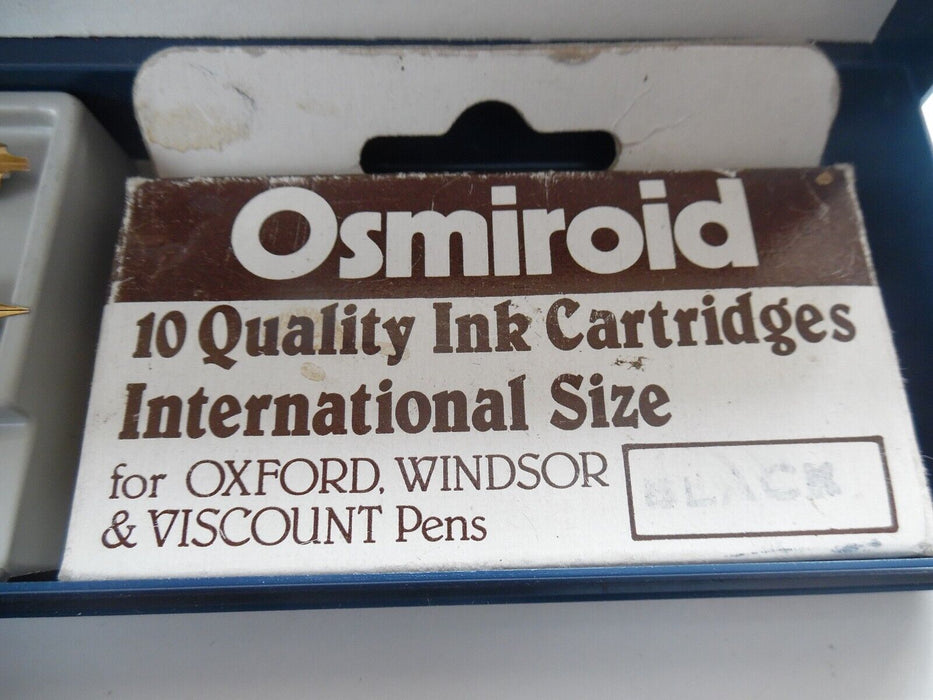 Osmiroid
10 Quality Ink Cartridges
International Size
for OXFORD, WINDSOR
& VISCOUNT Pens
BLACK